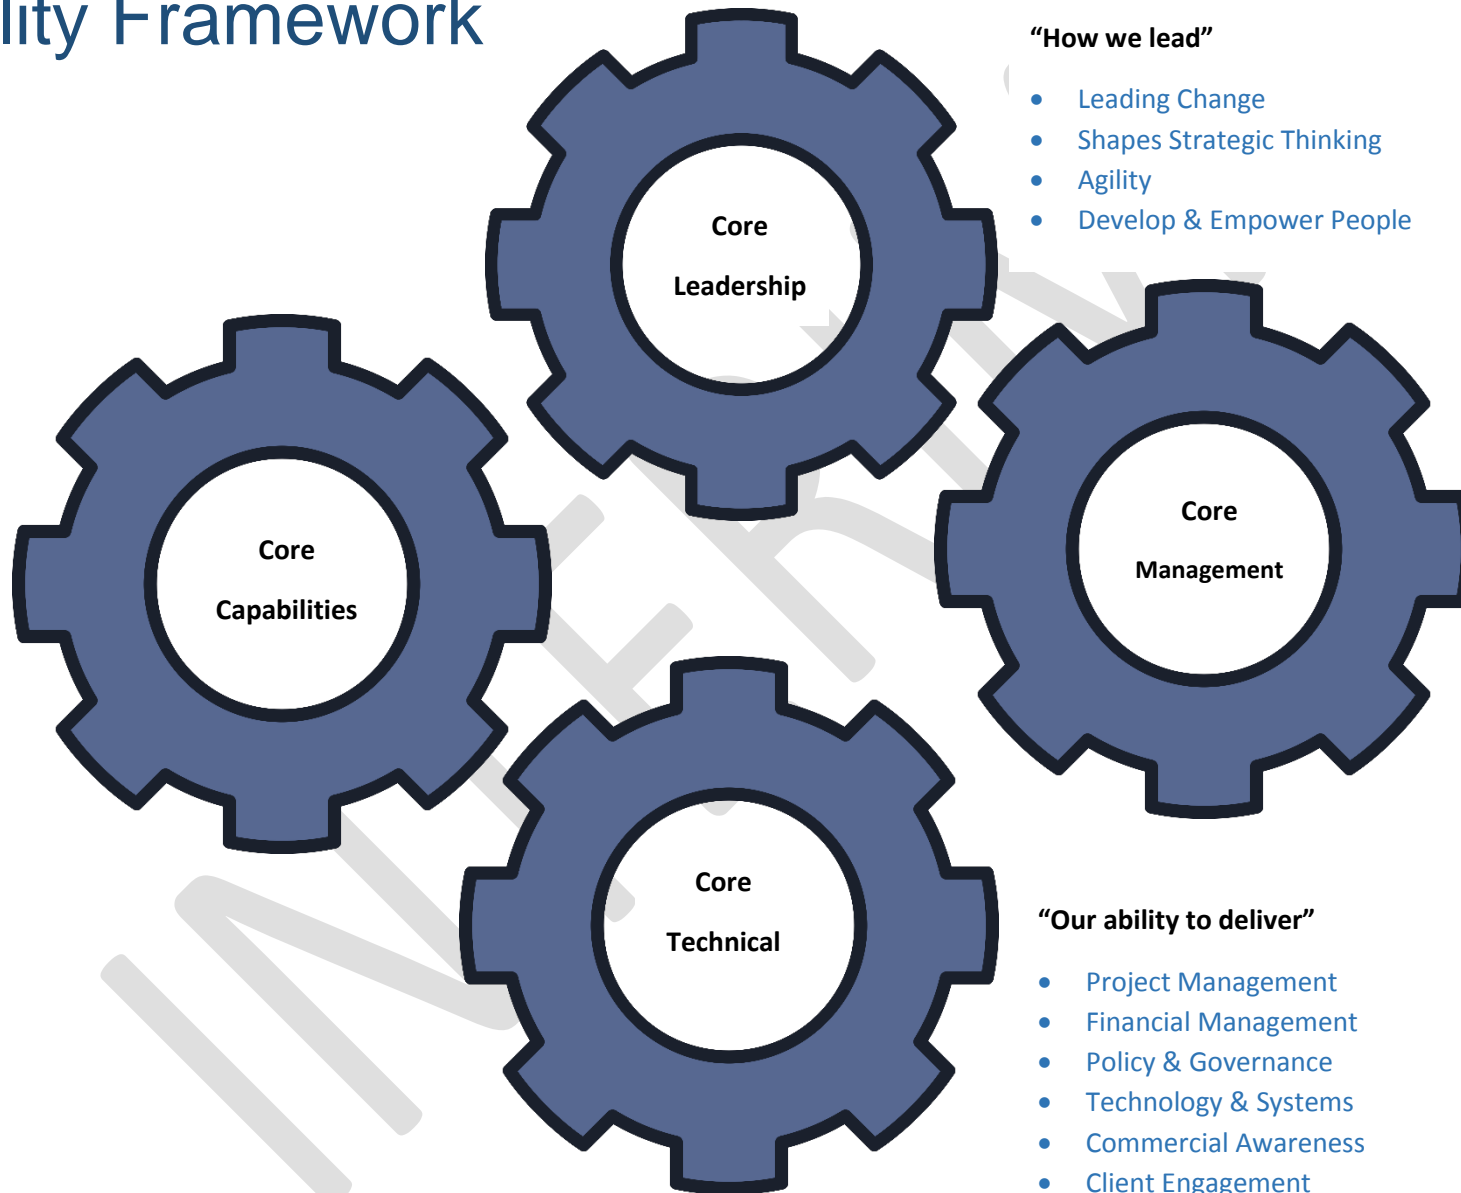 lity Framework
“How we lead”
• Leading Change
• Shapes Strategic Thinking
• Agility
• Develop & Empower People
Core
Leadership
Core
Management
Core
Capabilities
Core
Technical
“Our ability to deliver”
• Project Management
• Financial Management
• Policy & Governance
• Technology & Systems
• Commercial Awareness
• Client Engagement